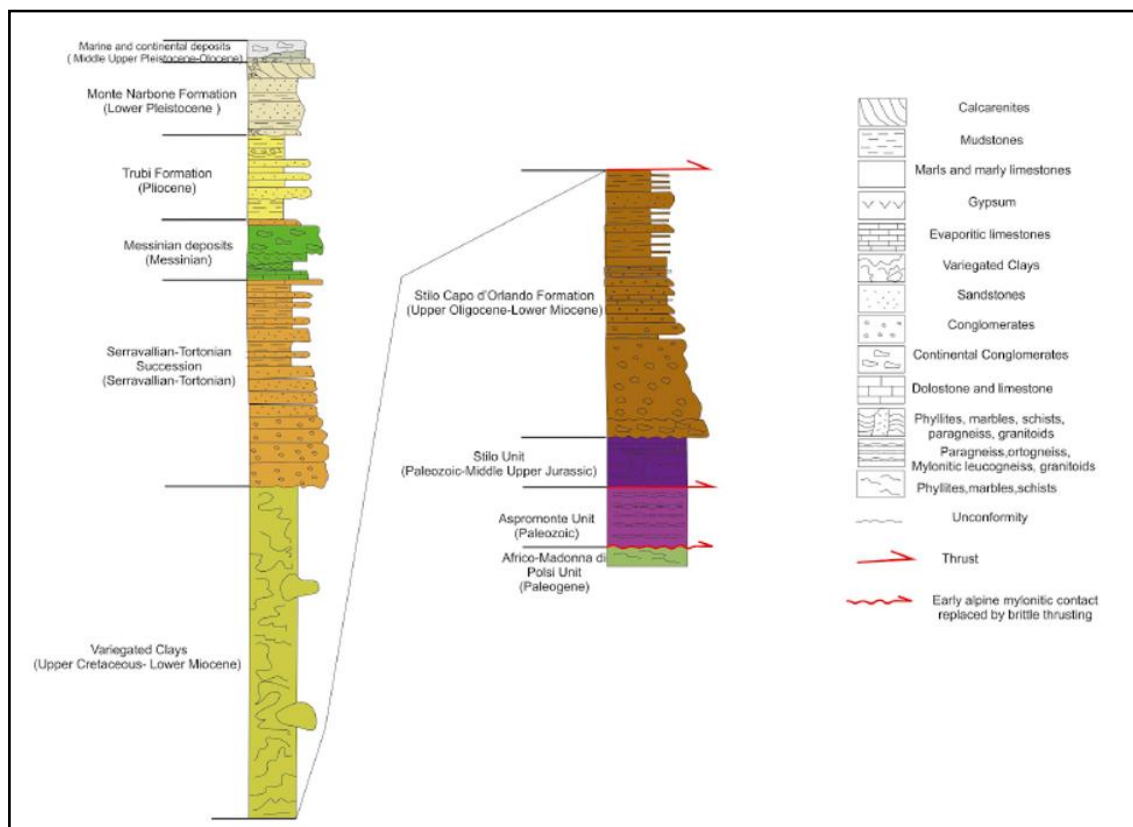 Marine and continental deposits
( Middle Upper Pleistocene-Olocene)
Monte Narbone Formation
(Lower Pleistocene )
Trubi Formation
(Pliocene)
Messinian deposits
(Messinian)
Serravallian-Tortonian
Succession
(Serravallian-Tortonian)
Variegated Clays
(Upper Cretaceous- Lower Miocene)
Stilo Capo d'Orlando Formation
(Upper Oligocene-Lower Miocene)
Stilo Unit
(Paleozoic-Middle Upper Jurassic)
Aspromonte Unit
(Paleozoic)
Africo-Madonna di
Polsi Unit
(Paleogene)
Calcarenites
Mudstones
Marls and marly limestones
Gypsum
Evaporitic limestones
Variegated Clays
Sandstones
Conglomerates
Continental Conglomerates
Dolostone and limestone
Phyllites, marbles, schists,
paragneiss, granitoids
Paragneiss,ortogneiss,
Mylonitic leucogneiss, granitoids
Phyllites,marbles,schists
Unconformity
Thrust
Early alpine mylonitic contact
replaced by brittle thrusting